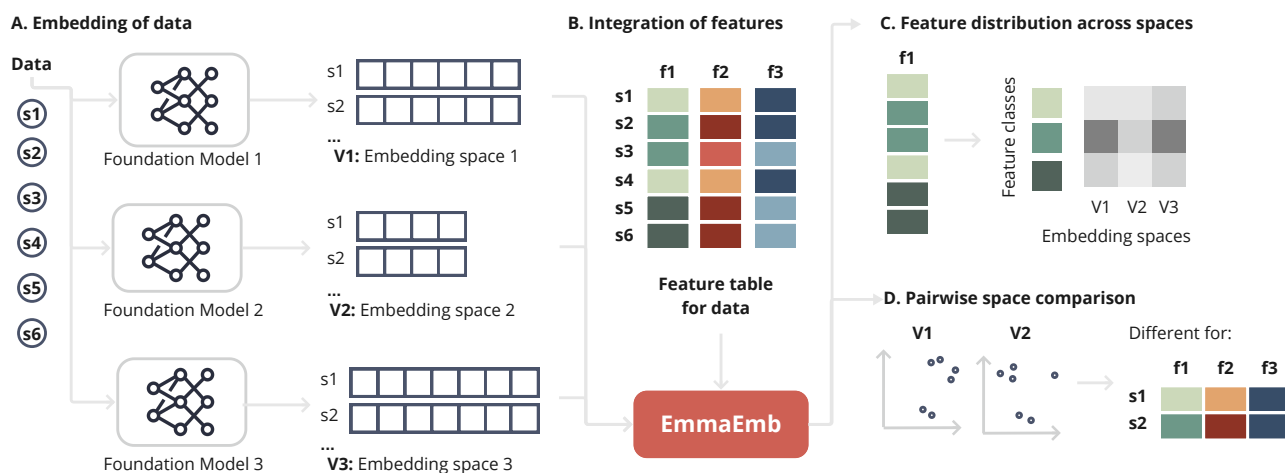 A. Embedding of data
Data
s1
s2
s3
s4
s5
s6
Foundation Model 1
s1
s2
...
V1: Embedding space 1
Foundation Model 2
s1
s2
...
V2: Embedding space 2
Foundation Model 3
s1
s2
...
V3: Embedding space 3
B. Integration of features
f1 f2 f3
s1
s2
s3
s4
s5
s6
Feature table
for data
EmmaEmb
C. Feature distribution across spaces
f1
Feature classes
V1 V2 V3
Embedding spaces
D. Pairwise space comparison
V1 V2
Different for:
f1 f2 f3
s1
s2